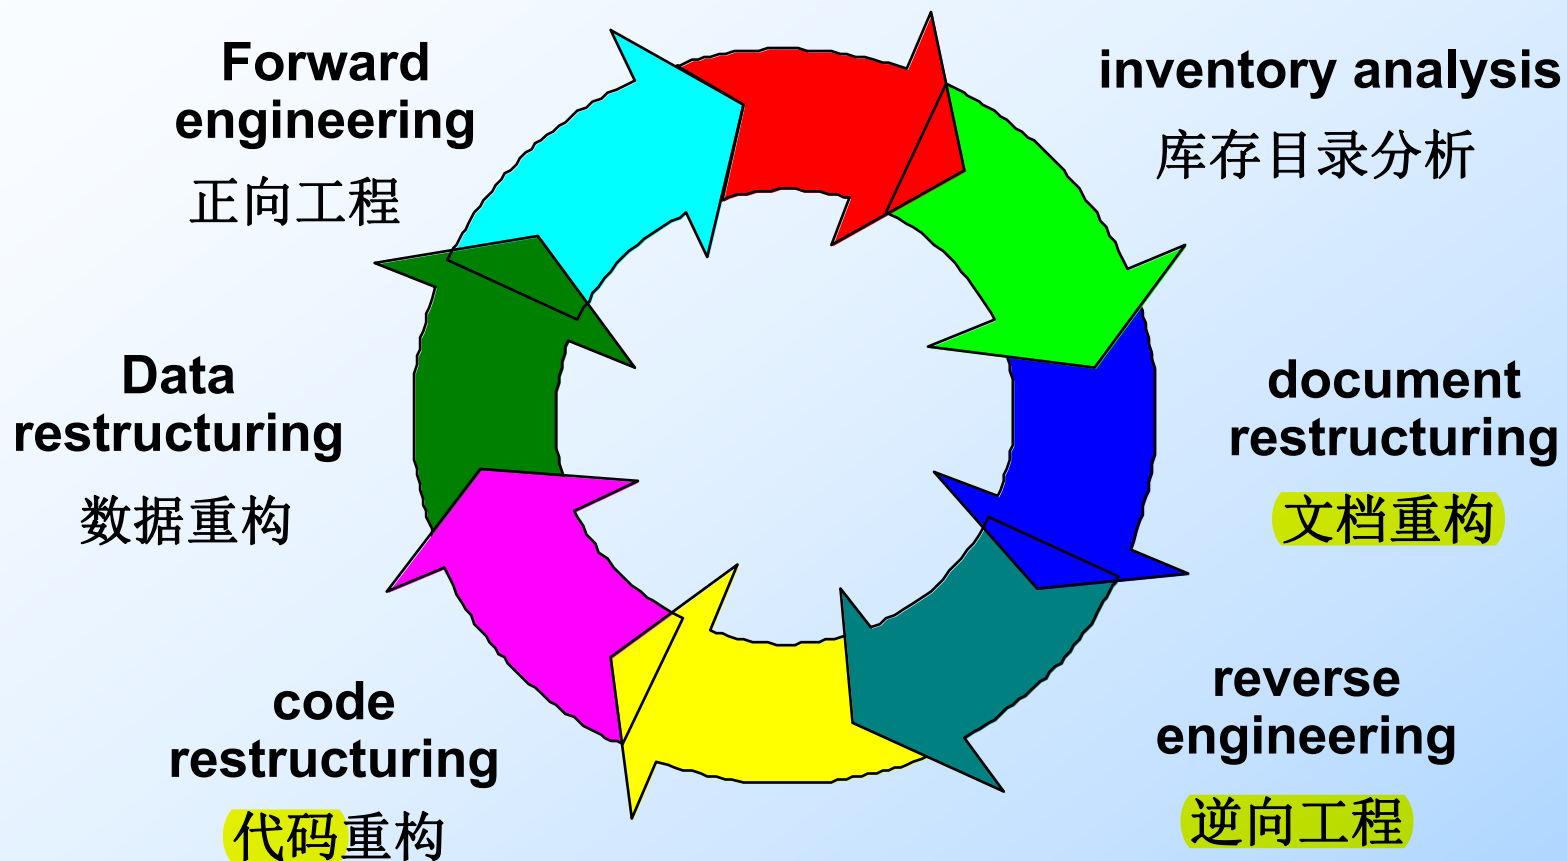 Forward
engineering
正向工程
inventory analysis
库存目录分析
Data
restructuring
数据重构
document
restructuring
文档重构
code
restructuring
代码重构
reverse
engineering
逆向工程